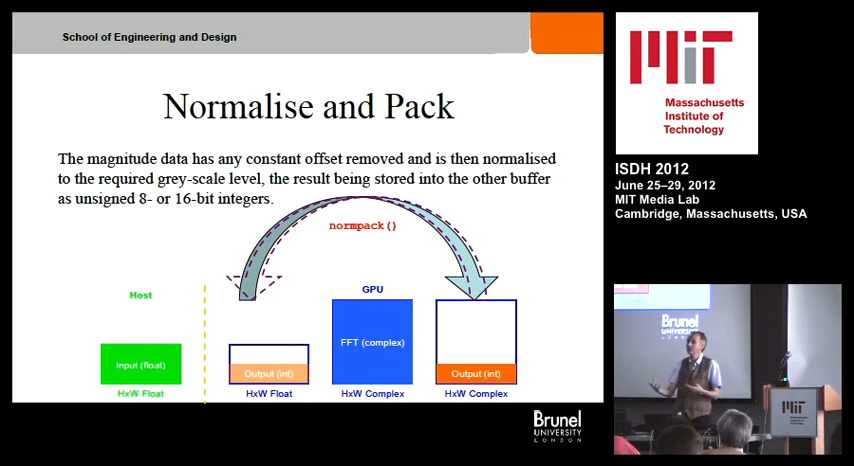 School of Engineering and Design
Normalise and Pack
The magnitude data has any constant offset removed and is then normalised
to the required grey-scale level, the result being stored into the other buffer
as unsigned 8- or 16-bit integers.
normpack()
Host
GPU
Input (float)
Output (int)
FFT (complex)
Output (int)
HxW Float
HxW Float
HxW Complex
HxW Complex
Brunel
UNIVERSITY
LONDON
MIT
Massachusetts
Institute of
Technology
ISDH 2012
June 25–29, 2012
MIT Media Lab
Cambridge, Massachusetts, USA
Brunel
MIT